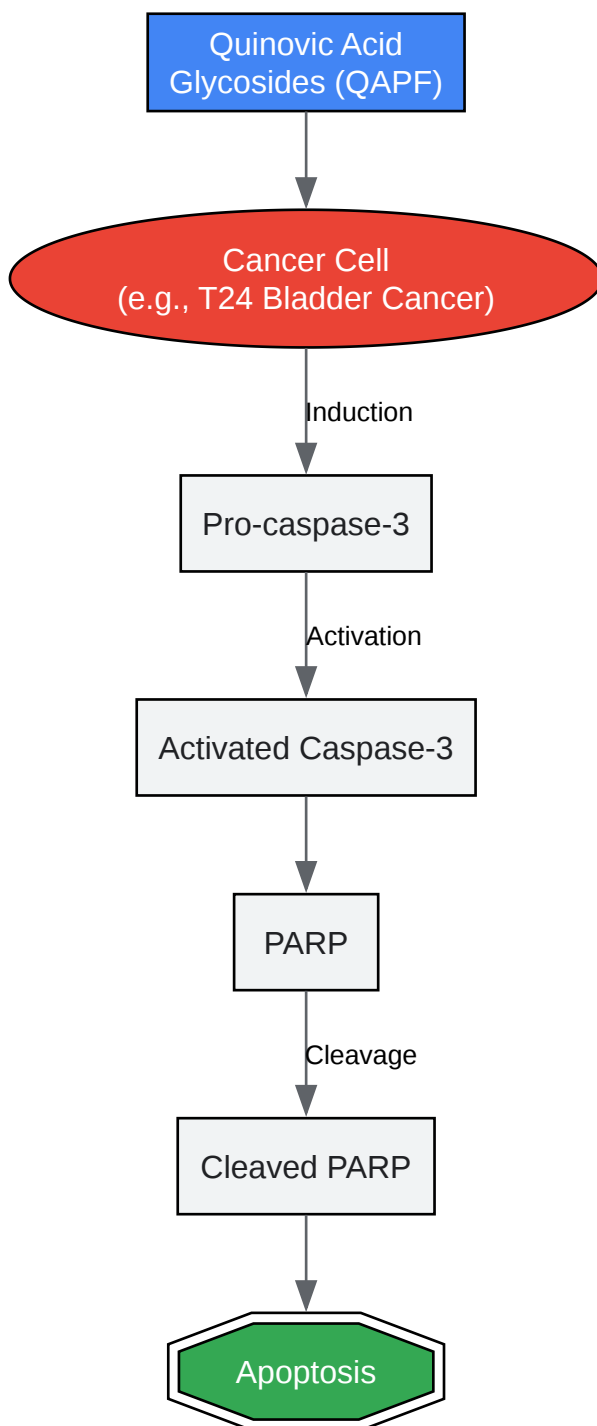 Quinovic Acid
Glycosides (QAPF)
Cancer Cell
(e.g., T24 Bladder Cancer)
Induction
Pro-caspase-3
Activation
Activated Caspase-3
PARP
Cleavage
Cleaved PARP
Apoptosis